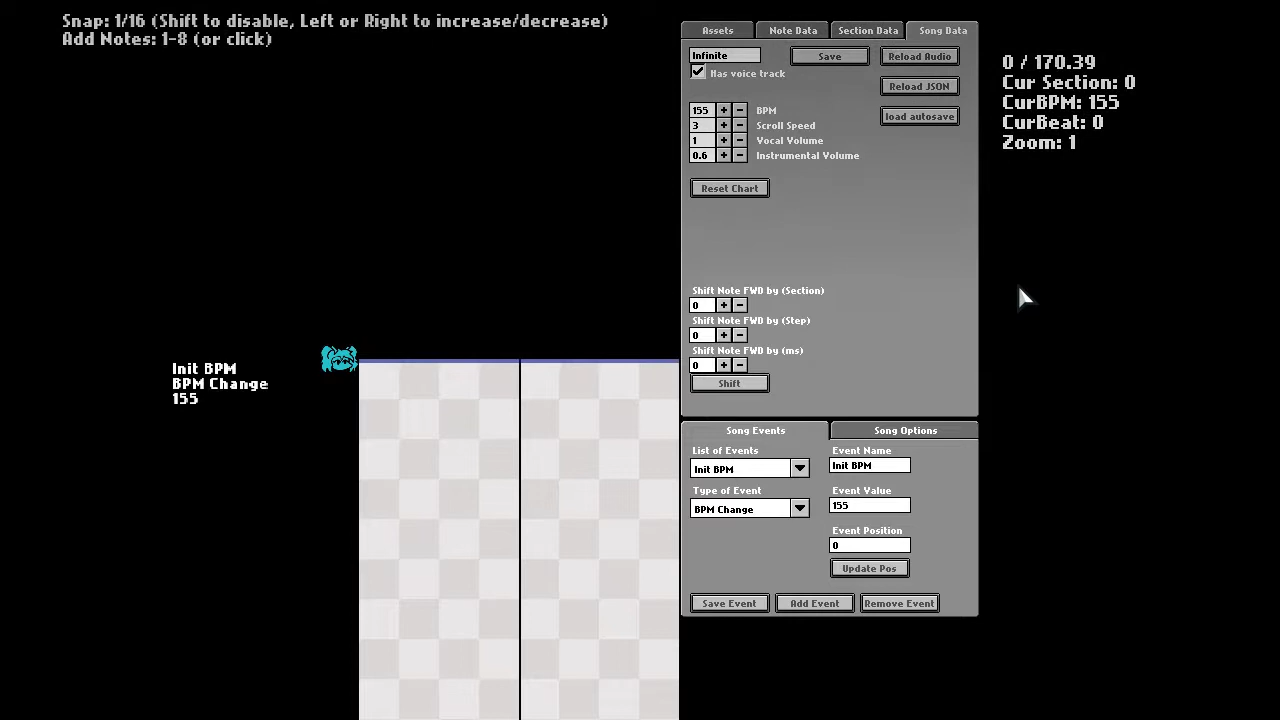 Snap: 1/16 (Shift to disable, Left or Right to increase/decrease)
Add Notes: 1-8 (or click)
Assets
Note Data
Section Data
Song Data
Infinite
Save
Reload Audio
Has voice track
Reload JSON
155 + - BPM
load autosave
3 + - Scroll Speed
1 + - Vocal Volume
0.6 + - Instrumental Volume
Reset Chart
0 / 170.39
Cur Section: 0
CurBPM: 155
CurBeat: 0
Zoom: 1
Shift Note FWD by (Section)
0 + -
Shift Note FWD by (Step)
0 + -
Shift Note FWD by (ms)
0 + -
Shift
Init BPM
BPM Change
155
Song Events
Song Options
List of Events
Init BPM
Type of Event
BPM Change
Event Name
Init BPM
Event Value
155
Event Position
0
Update Pos
Save Event
Add Event
Remove Event